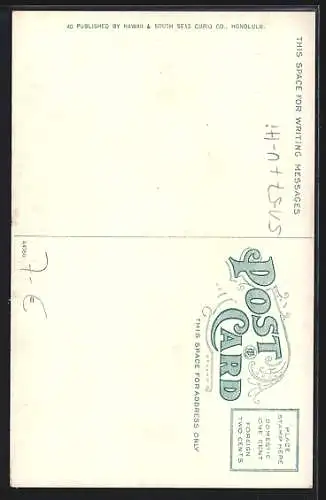 40 PUBLISHED BY HAWAII & SOUTH SEAS CURIO CO., HONOLULU.
THIS SPACE FOR WRITING MESSAGES
POST
CARD
THIS SPACE FOR ADDRESS ONLY
PLACE
STAMP HERE
DOMESTIC
ONE CENT
FOREIGN
TWO CENTS
7-€